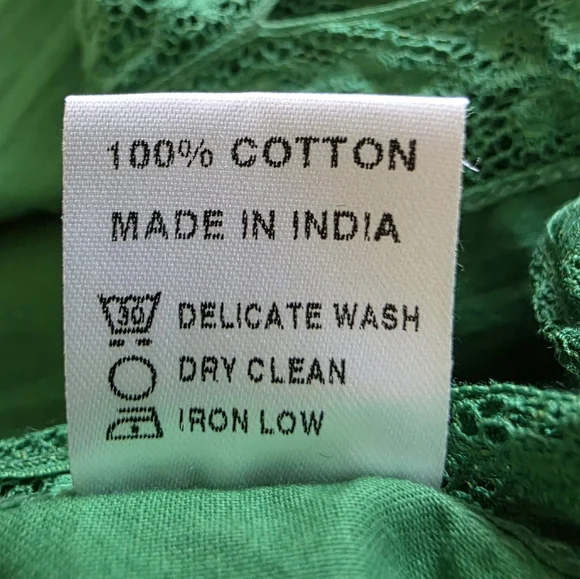 100% COTTON
MADE IN INDIA
30 DELICATE WASH
DRY CLEAN
IRON LOW